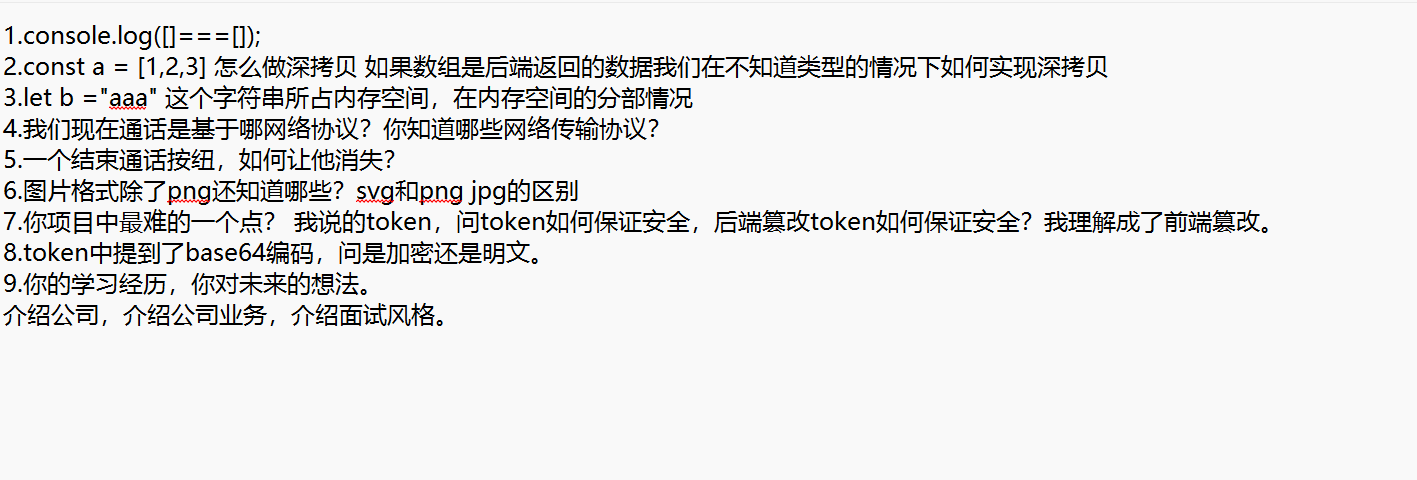 1.console.log([]===[]);
2.const a = [1,2,3] 怎么做深拷贝 如果数组是后端返回的数据我们在不知道类型的情况下如何实现深拷贝
3.let b ="aaa" 这个字符串所占内存空间，在内存空间的分部情况
4.我们现在通话是基于哪网络协议？你知道哪些网络传输协议？
5.一个结束通话按纽，如何让他消失？
6.图片格式除了png还知道哪些？svg和png jpg的区别
7.你项目中最难的一个点？ 我说的token，问token如何保证安全，后端篡改token如何保证安全？我理解成了前端篡改。
8.token中提到了base64编码，问是加密还是明文。
9.你的学习经历，你对未来的想法。
介绍公司，介绍公司业务，介绍面试风格。